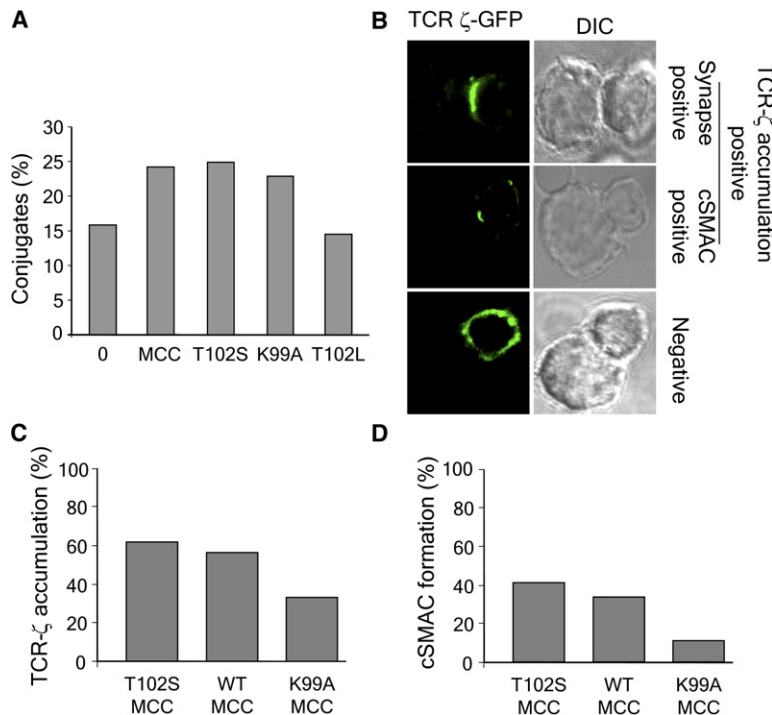 A
Conjugates (%)
30
25
20
15
10
5
0
0 MCC T102S K99A T102L
B
TCR ζ-GFP DIC
Synapse
positive
cSMAC
positive
TCR-ζ accumulation
positive
Negative
C
TCR-ζ accumulation (%)
100
80
60
40
20
0
T102S WT K99A
MCC MCC MCC
D
cSMAC formation (%)
100
80
60
40
20
0
T102S WT K99A
MCC MCC MCC